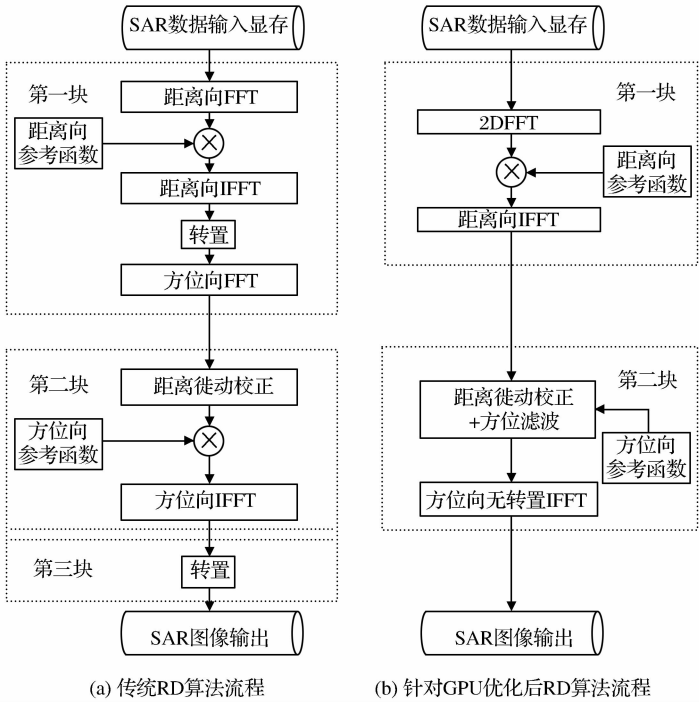 SAR数据输入显存
第一块
距离向FFT
距离向
参考函数
距离向IFFT
转置
方位向FFT
第二块
距离徙动校正
方位向
参考函数
方位向IFFT
第三块
转置
SAR图像输出
(a) 传统RD算法流程
SAR数据输入显存
第一块
2DFFT
距离向
参考函数
距离向IFFT
第二块
距离徙动校正
+方位滤波
方位向
参考函数
方位向无转置IFFT
SAR图像输出
(b) 针对GPU优化后RD算法流程